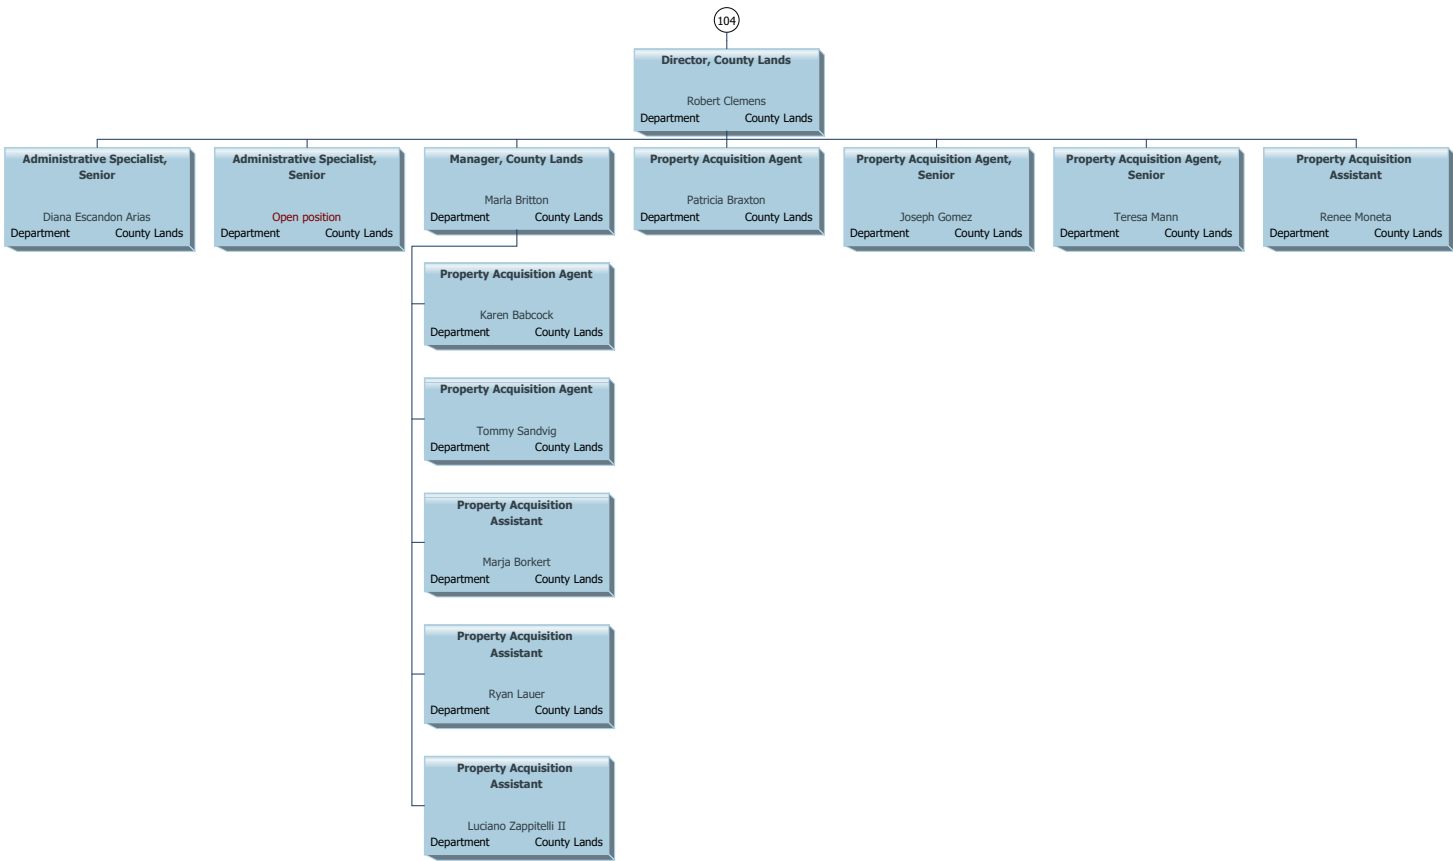 104
Director, County Lands
Robert Clemens
Department County Lands
Administrative Specialist,
Senior
Diana Escandon Arias
Department County Lands
Administrative Specialist,
Senior
Open position
Department County Lands
Manager, County Lands
Marla Britton
Department County Lands
Property Acquisition Agent
Patricia Braxton
Department County Lands
Property Acquisition Agent,
Senior
Joseph Gomez
Department County Lands
Property Acquisition Agent,
Senior
Teresa Mann
Department County Lands
Property Acquisition
Assistant
Renee Moneta
Department County Lands
Property Acquisition Agent
Karen Babcock
Department County Lands
Property Acquisition Agent
Tommy Sandvig
Department County Lands
Property Acquisition
Assistant
Marja Borkert
Department County Lands
Property Acquisition
Assistant
Ryan Lauer
Department County Lands
Property Acquisition
Assistant
Luciano Zappitelli II
Department County Lands